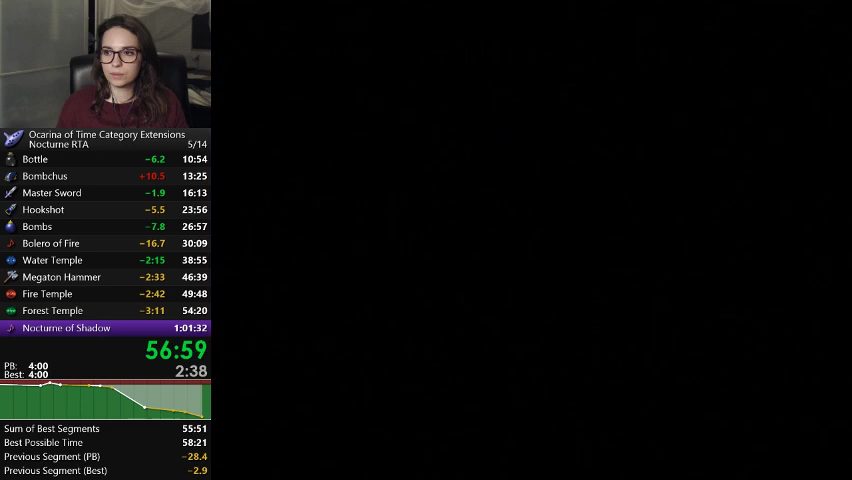 Ocarina of Time Category Extensions
Nocturne RTA 5/14
Bottle −6.2 10:54
Bombchus +10.5 13:25
Master Sword −1.9 16:13
Hookshot −5.5 23:56
Bombs −7.8 26:57
Bolero of Fire −16.7 30:09
Water Temple −2:15 38:55
Megaton Hammer −2:33 46:39
Fire Temple −2:42 49:48
Forest Temple −3:11 54:20
Nocturne of Shadow 1:01:32
56:59
PB: 4:00
Best: 4:00
2:38
Sum of Best Segments 55:51
Best Possible Time 58:21
Previous Segment (PB) −28.4
Previous Segment (Best) −2.9